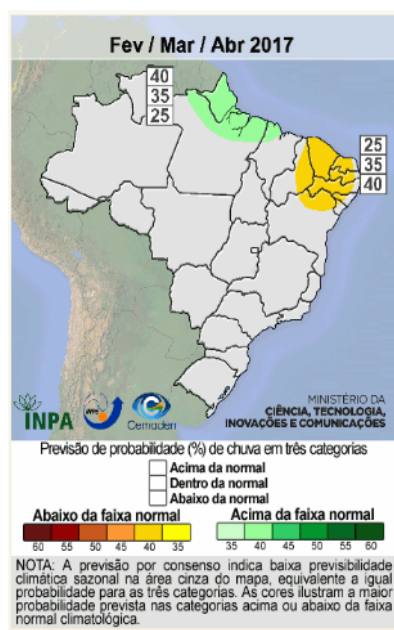 Fev / Mar / Abr 2017
40
35
25
25
35
40
INPA
INPE
Cemaden
MINISTÉRIO DA
CIÊNCIA, TECNOLOGIA,
INOVAÇÕES E COMUNICAÇÕES
Previsão de probabilidade (%) de chuva em três categorias
Acima da normal
Dentro da normal
Abaixo da normal
Abaixo da faixa normal
Acima da faixa normal
60 55 50 45 40 35
35 40 45 50 55 60
NOTA: A previsão por consenso indica baixa previsibilidade
climática sazonal na área cinza do mapa, equivalente a igual
probabilidade para as três categorias. As cores ilustram a maior
probabilidade prevista nas categorias acima ou abaixo da faixa
normal climatológica.